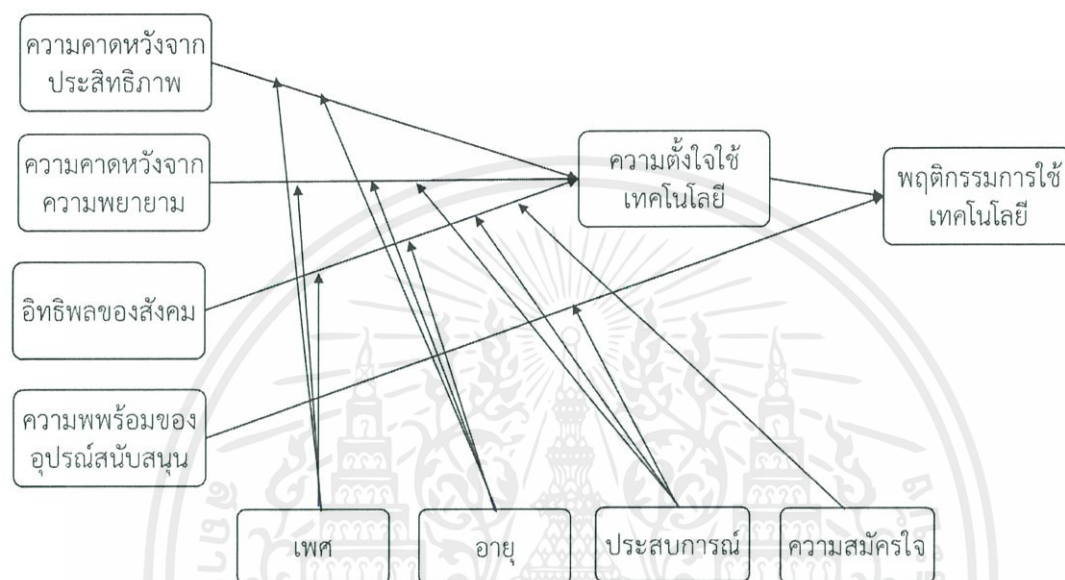 ความคาดหวังจาก
ประสิทธิภาพ
ความคาดหวังจาก
ความพยายาม
อิทธิพลของสังคม
ความพพร้อมของ
อุปรณ์สนับสนุน
ความตั้งใจใช้
เทคโนโลยี
พฤติกรรมการใช้
เทคโนโลยี
เพศ
อายุ
ประสบการณ์
ความสมัครใจ